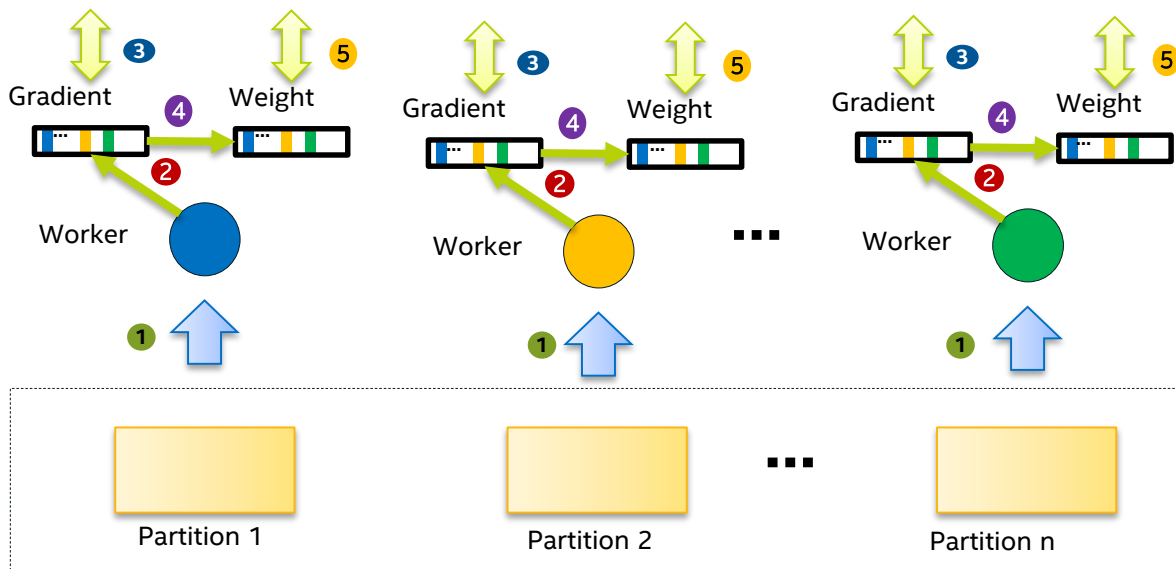 3 5 3 5 3 5
Gradient Weight Gradient Weight Gradient Weight
4 4 4
... ... ... ... ... ...
2 2 2
Worker Worker ... Worker
1 1 1
...
Partition 1 Partition 2 Partition n